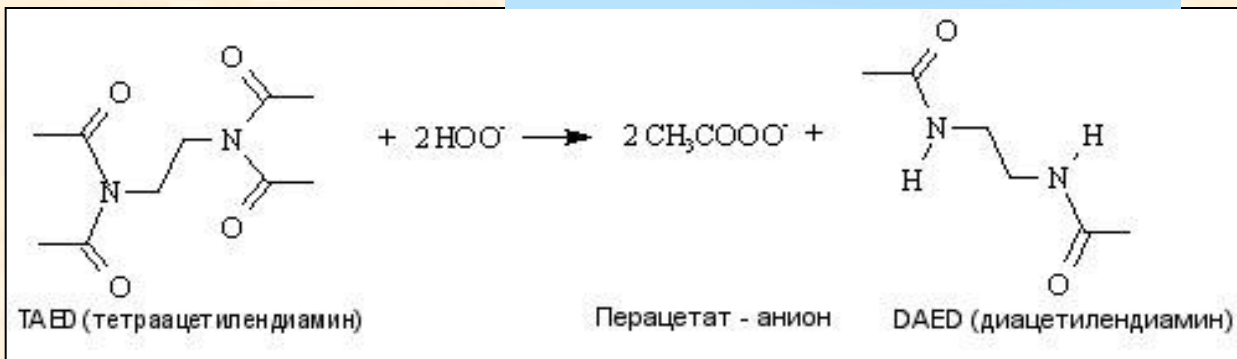 O
O
O
N
+ 2HOO⁻ → 2CH₃COOO⁻ +
N
H
H
N
N
O
O
O
TAED (тетраацетилендиамин)
Перацетат - анион
DAED (диацетилендиамин)